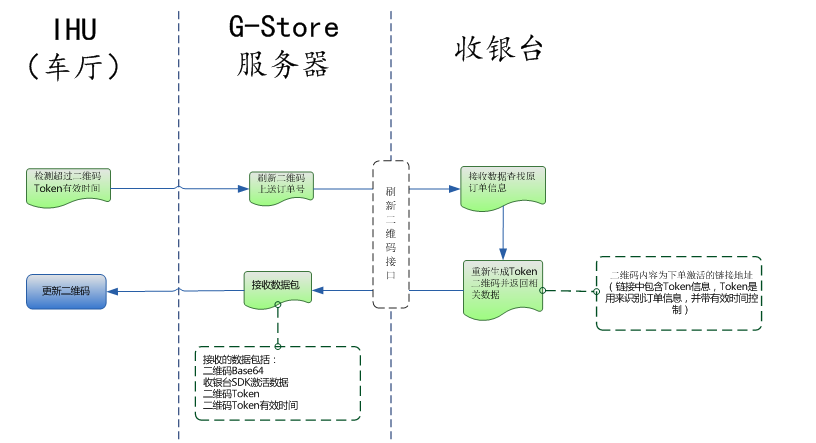 IHU
（车厅）
G-Store
服务器
收银台
检测超过二维码
Token有效时间
刷新二维码
上送订单号
刷新二维码接口
接收数据查找原
订单信息
更新二维码
接收数据包
重新生成Token
二维码并返回相
关数据
二维码内容为下单激活的链接地址
（链接中包含Token信息，Token是
用来识别订单信息，并带有效时间控
制）
接收的数据包括：
二维码Base64
收银台SDK激活数据
二维码Token
二维码Token有效时间